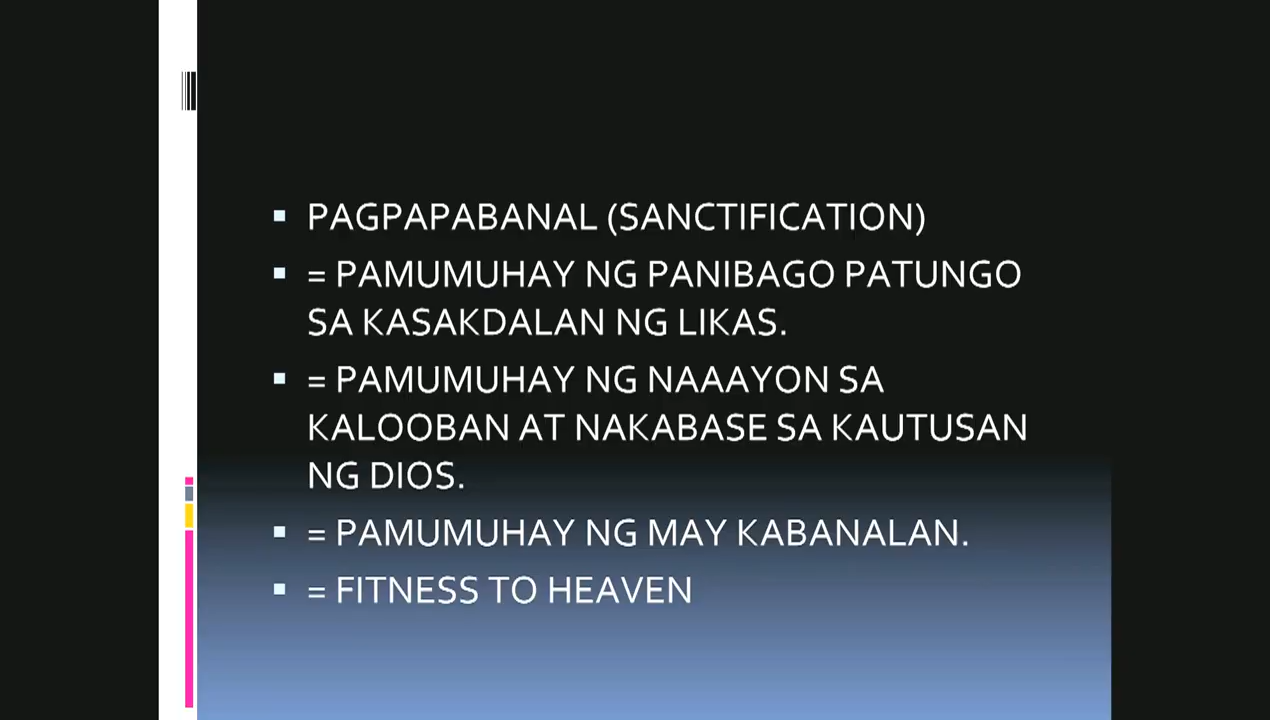 ▪ PAGPAPABANAL (SANCTIFICATION)
▪ = PAMUMUHAY NG PANIBAGO PATUNGO
SA KASAKDALAN NG LIKAS.
▪ = PAMUMUHAY NG NAAAYON SA
KALOOBAN AT NAKABASE SA KAUTUSAN
NG DIOS.
▪ = PAMUMUHAY NG MAY KABANALAN.
▪ = FITNESS TO HEAVEN